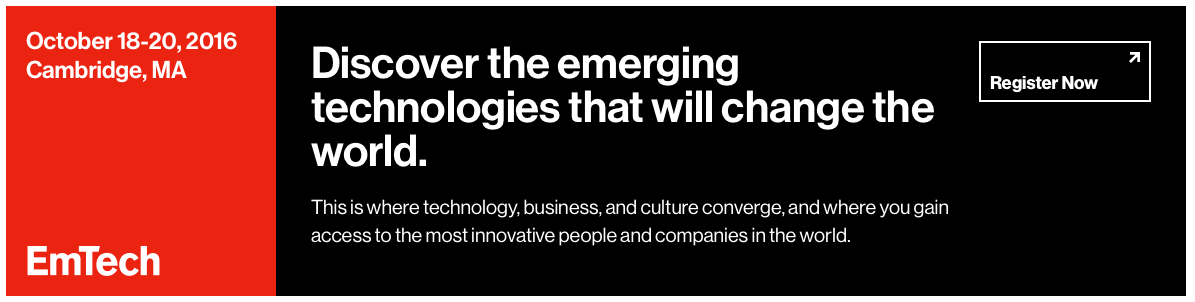 October 18-20, 2016
Cambridge, MA
EmTech
Discover the emerging
technologies that will change the
world.
This is where technology, business, and culture converge, and where you gain
access to the most innovative people and companies in the world.
Register Now